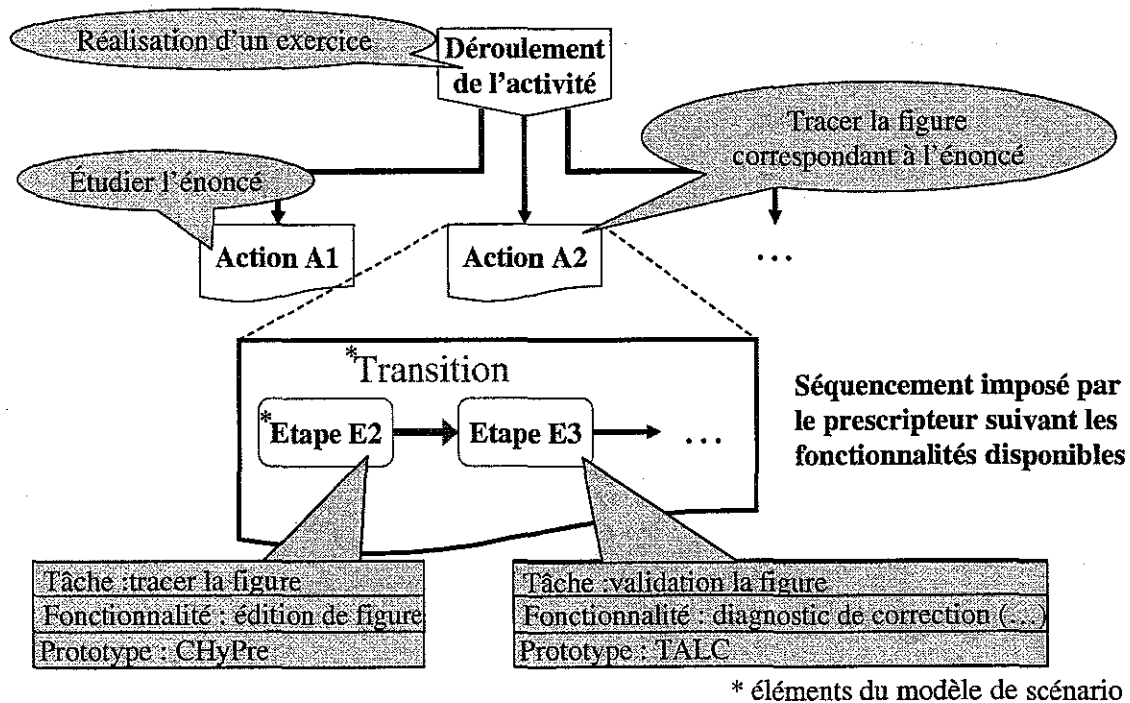 Réalisation d'un exercice
Déroulement
de l'activité
Tracer la figure
correspondant à l'énoncé
Étudier l'énoncé
Action A1
Action A2
...
*Transition
*Etape E2
Etape E3
...
Séquencement imposé par
le prescripteur suivant les
fonctionnalités disponibles
Tâche :tracer la figure
Fonctionnalité : édition de figure
Prototype : CHyPre
Tâche :validation la figure
Fonctionnalité : diagnostic de correction (...)
Prototype : TALC
* éléments du modèle de scénario